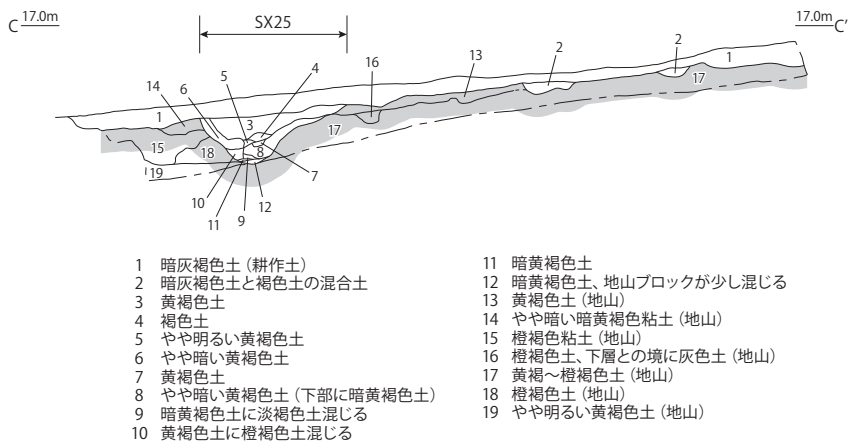 C 17.0m
SX25
17.0m C'
2
2
1
13
4
16
5
14
6
3
17
1
17
8
15
18
7
19
10
12
11
9
1 暗灰褐色土（耕作土）
2 暗灰褐色土と褐色土の混合土
3 黄褐色土
4 褐色土
5 やや明るい黄褐色土
6 やや暗い黄褐色土
7 黄褐色土
8 やや暗い黄褐色土（下部に暗黄褐色土）
9 暗黄褐色土に淡褐色土混じる
10 黄褐色土に橙褐色土混じる
11 暗黄褐色土
12 暗黄褐色土、地山ブロックが少し混じる
13 黄褐色土（地山）
14 やや暗い暗黄褐色粘土（地山）
15 橙褐色粘土（地山）
16 橙褐色土、下層との境に灰色土（地山）
17 黄褐～橙褐色土（地山）
18 橙褐色土（地山）
19 やや明るい黄褐色土（地山）